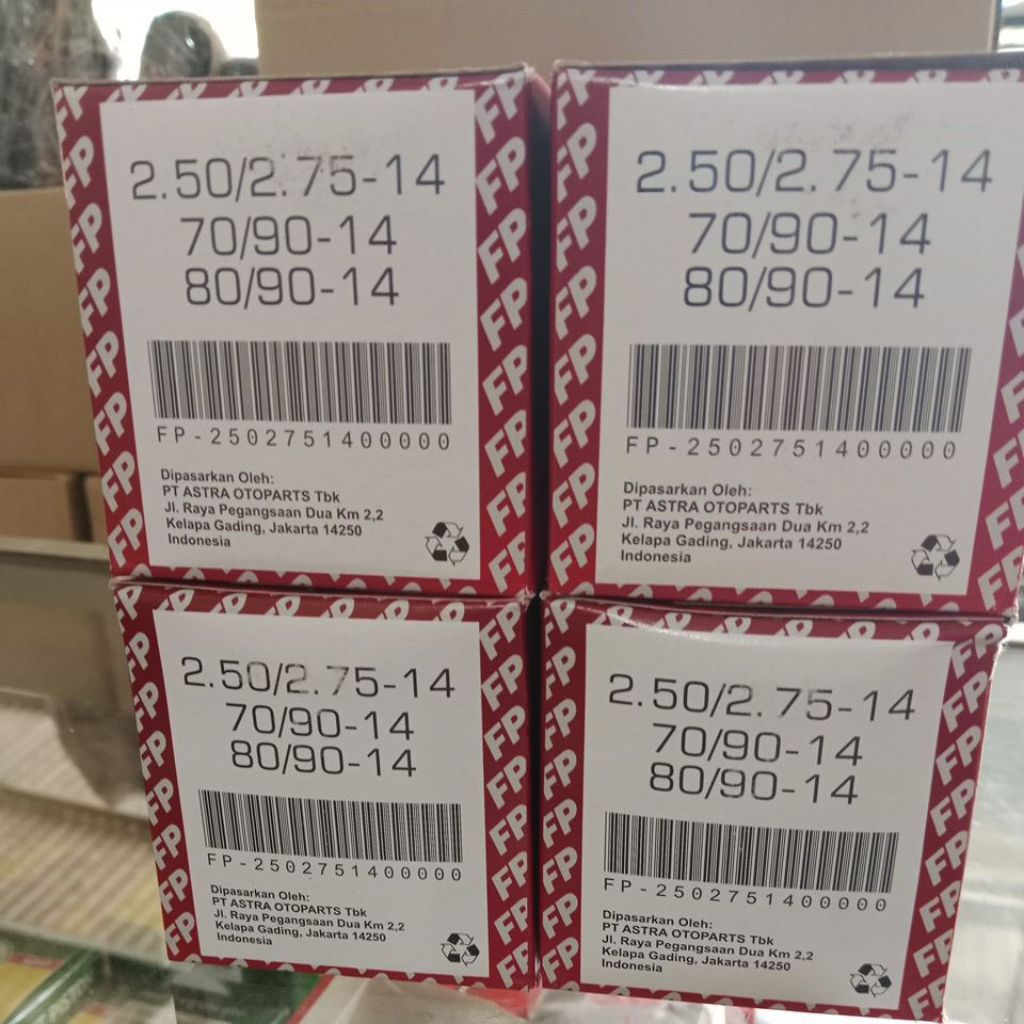 2.50/2.75-14
70/90-14
80/90-14
FP-2502751400000
Dipasarkan Oleh:
PT ASTRA OTOPARTS Tbk
Jl. Raya Pegangsaan Dua Km 2,2
Kelapa Gading, Jakarta 14250
Indonesia
2.50/2.75-14
70/90-14
80/90-14
FP-2502751400000
Dipasarkan Oleh:
PT ASTRA OTOPARTS Tbk
Jl. Raya Pegangsaan Dua Km 2,2
Kelapa Gading, Jakarta 14250
Indonesia
2.50/2.75-14
70/90-14
80/90-14
FP-2502751400000
Dipasarkan Oleh:
PT ASTRA OTOPARTS Tbk
Jl. Raya Pegangsaan Dua Km 2,2
Kelapa Gading, Jakarta 14250
Indonesia
2.50/2.75-14
70/90-14
80/90-14
FP-2502751400000
Dipasarkan Oleh:
PT ASTRA OTOPARTS Tbk
Jl. Raya Pegangsaan Dua Km 2,2
Kelapa Gading, Jakarta 14250
Indonesia